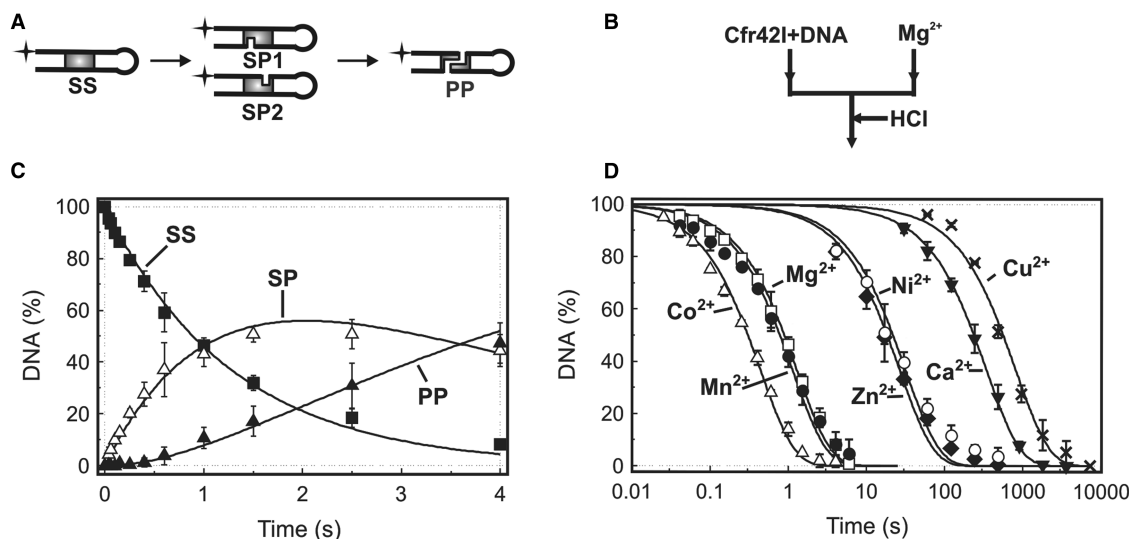 A
SS
SP1
SP2
PP
B
Cfr42I+DNA
Mg2+
HCl
C
DNA (%)
100
80
60
40
20
0
SS
SP
PP
0
1
2
3
4
Time (s)
D
DNA (%)
100
80
60
40
20
0
Co2+
Mg2+
Mn2+
Ni2+
Zn2+
Ca2+
Cu2+
0.01
0.1
1
10
100
1000
10000
Time (s)